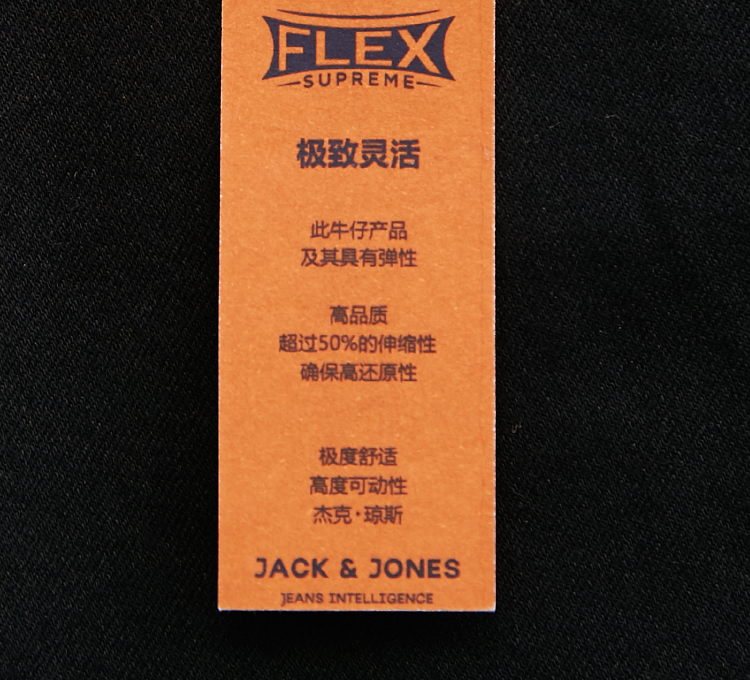 FLEX
SUPREME
极致灵活
此牛仔产品
及其具有弹性
高品质
超过50%的伸缩性
确保高还原性
极度舒适
高度可动性
杰克·琼斯
JACK & JONES
JEANS INTELLIGENCE